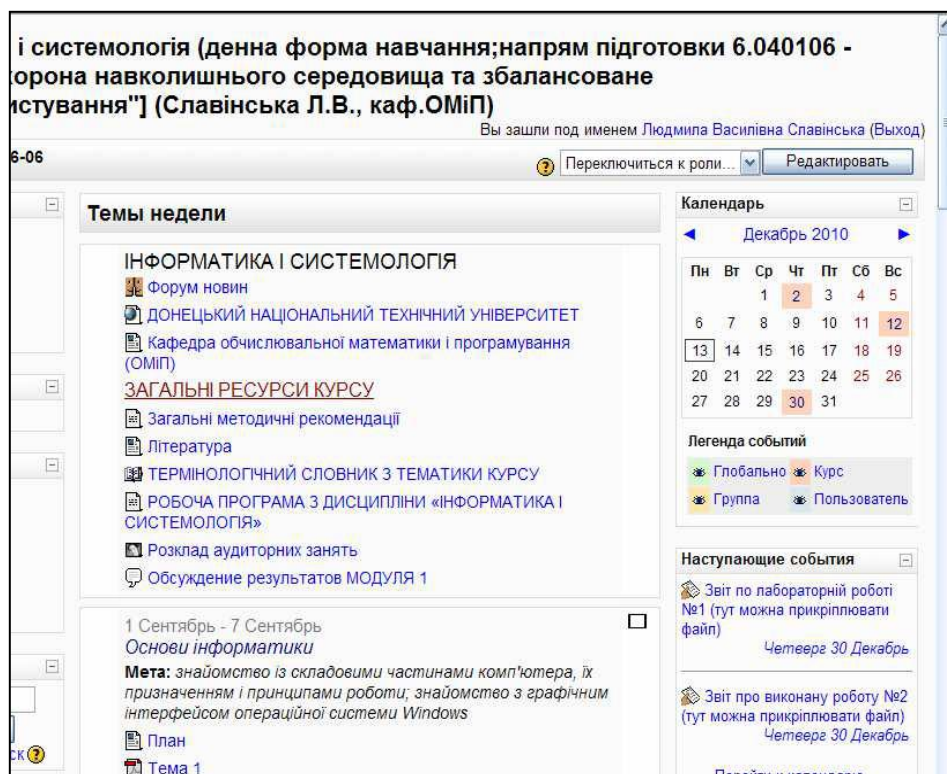 і системологія (денна форма навчання;напрям підготовки 6.040106 -
орона навколишнього середовища та збалансоване
истування"] (Славінська Л.В., каф.ОМіП)
Вы зашли под именем Людмила Василівна Славінська (Выход)
6-06
Переключиться к роли...
Редактировать
Темы недели
ІНФОРМАТИКА І СИСТЕМОЛОГІЯ
Форум новин
ДОНЕЦЬКИЙ НАЦІОНАЛЬНИЙ ТЕХНІЧНИЙ УНІВЕРСИТЕТ
Кафедра обчислювальної математики і програмування
(ОМіП)
ЗАГАЛЬНІ РЕСУРСИ КУРСУ
Загальні методичні рекомендації
Література
ТЕРМІНОЛОГІЧНИЙ СЛОВНИК З ТЕМАТИКИ КУРСУ
РОБОЧА ПРОГРАМА З ДИСЦИПЛІНИ «ІНФОРМАТИКА І
СИСТЕМОЛОГІЯ»
Розклад аудиторних занять
Обсуждение результатов МОДУЛЯ 1
1 Сентябрь - 7 Сентябрь
Основи інформатики
Мета: знайомство із складовими частинами комп'ютера, їх
призначенням і принципами роботи; знайомство з графічним
інтерфейсом операційної системи Windows
План
Тема 1
ск
Календарь
Декабрь 2010
Пн Вт Ср Чт Пт Сб Вс
1 2 3 4 5
6 7 8 9 10 11 12
13 14 15 16 17 18 19
20 21 22 23 24 25 26
27 28 29 30 31
Легенда событий
Глобально Курс
Группа Пользователь
Наступающие события
Звіт по лабораторній роботі
№1 (тут можна прикріплювати
файл)
Четверг 30 Декабрь
Звіт про виконану роботу №2
(тут можна прикріплювати файл)
Четверг 30 Декабрь
Перейти к календарю